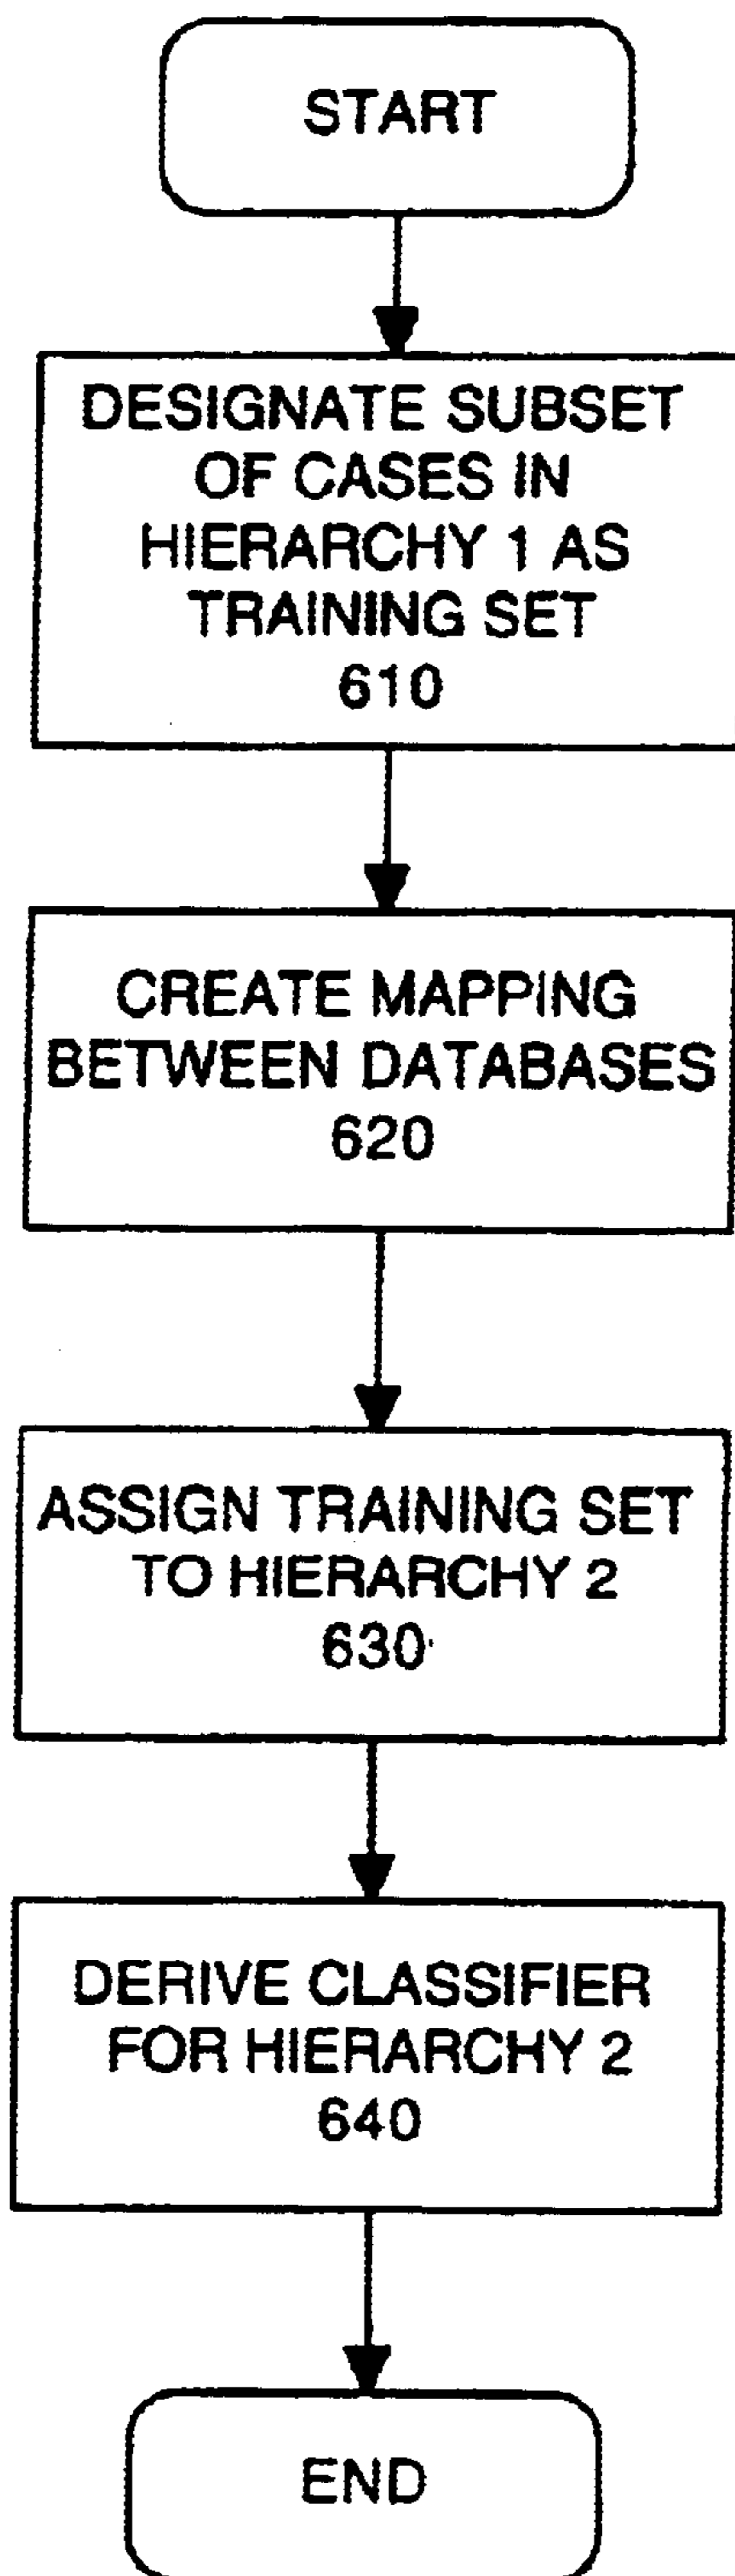 START
DESIGNATE SUBSET
OF CASES IN
HIERARCHY 1 AS
TRAINING SET
610
CREATE MAPPING
BETWEEN DATABASES
620
ASSIGN TRAINING SET
TO HIERARCHY 2
630
DERIVE CLASSIFIER
FOR HIERARCHY 2
640
END